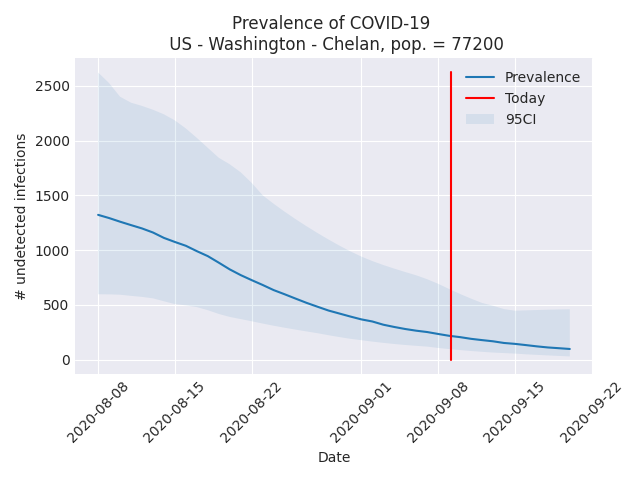 Prevalence of COVID-19
US - Washington - Chelan, pop. = 77200
Prevalence
Today
95CI
2500
2000
1500
1000
500
0
# undetected infections
2020-08-08
2020-08-15
2020-08-22
2020-09-01
2020-09-08
2020-09-15
2020-09-22
Date